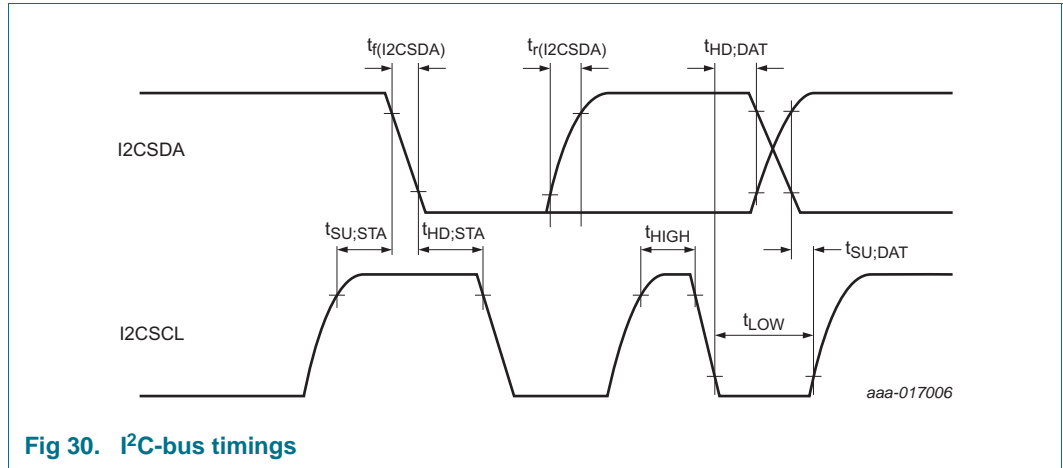 tf(I2CSDA) tr(I2CSDA) tHD;DAT
I2CSDA
tSU;STA tHD;STA tHIGH tSU;DAT
tLOW
I2CSCL
aaa-017006
Fig 30. I²C-bus timings